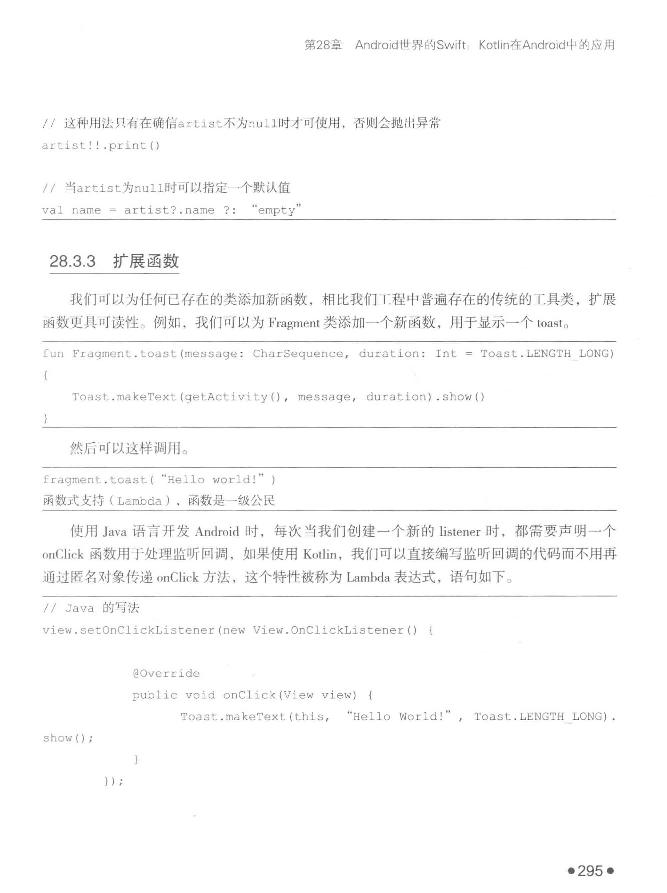 第28章 Android世界的Swift：Kotlin在Android中的应用
// 这种用法只有在确信artist不为null时才可使用，否则会抛出异常
artist!!.print()
// 当artist为null时可以指定一个默认值
val name = artist?.name ?: “empty”
28.3.3 扩展函数
我们可以为任何已存在的类添加新函数，相比我们工程中普遍存在的传统的工具类，扩展
函数更具可读性。例如，我们可以为 Fragment 类添加一个新函数，用于显示一个 toast。
fun Fragment.toast(message: CharSequence, duration: Int = Toast.LENGTH_LONG)
{
Toast.makeText(getActivity(), message, duration).show()
}
然后可以这样调用。
fragment.toast(“Hello world!”)
函数式支持（Lambda），函数是一级公民
使用 Java 语言开发 Android 时，每次当我们创建一个新的 listener 时，都需要声明一个
onClick 函数用于处理监听回调，如果使用 Kotlin，我们可以直接编写监听回调的代码而不用再
通过匿名对象传递 onClick 方法，这个特性被称为 Lambda 表达式，语句如下。
// Java 的写法
view.setOnClickListener(new View.OnClickListener() {
@Override
public void onClick(View view) {
Toast.makeText(this, “Hello World!”, Toast.LENGTH_LONG).
show();
}
});
●295●